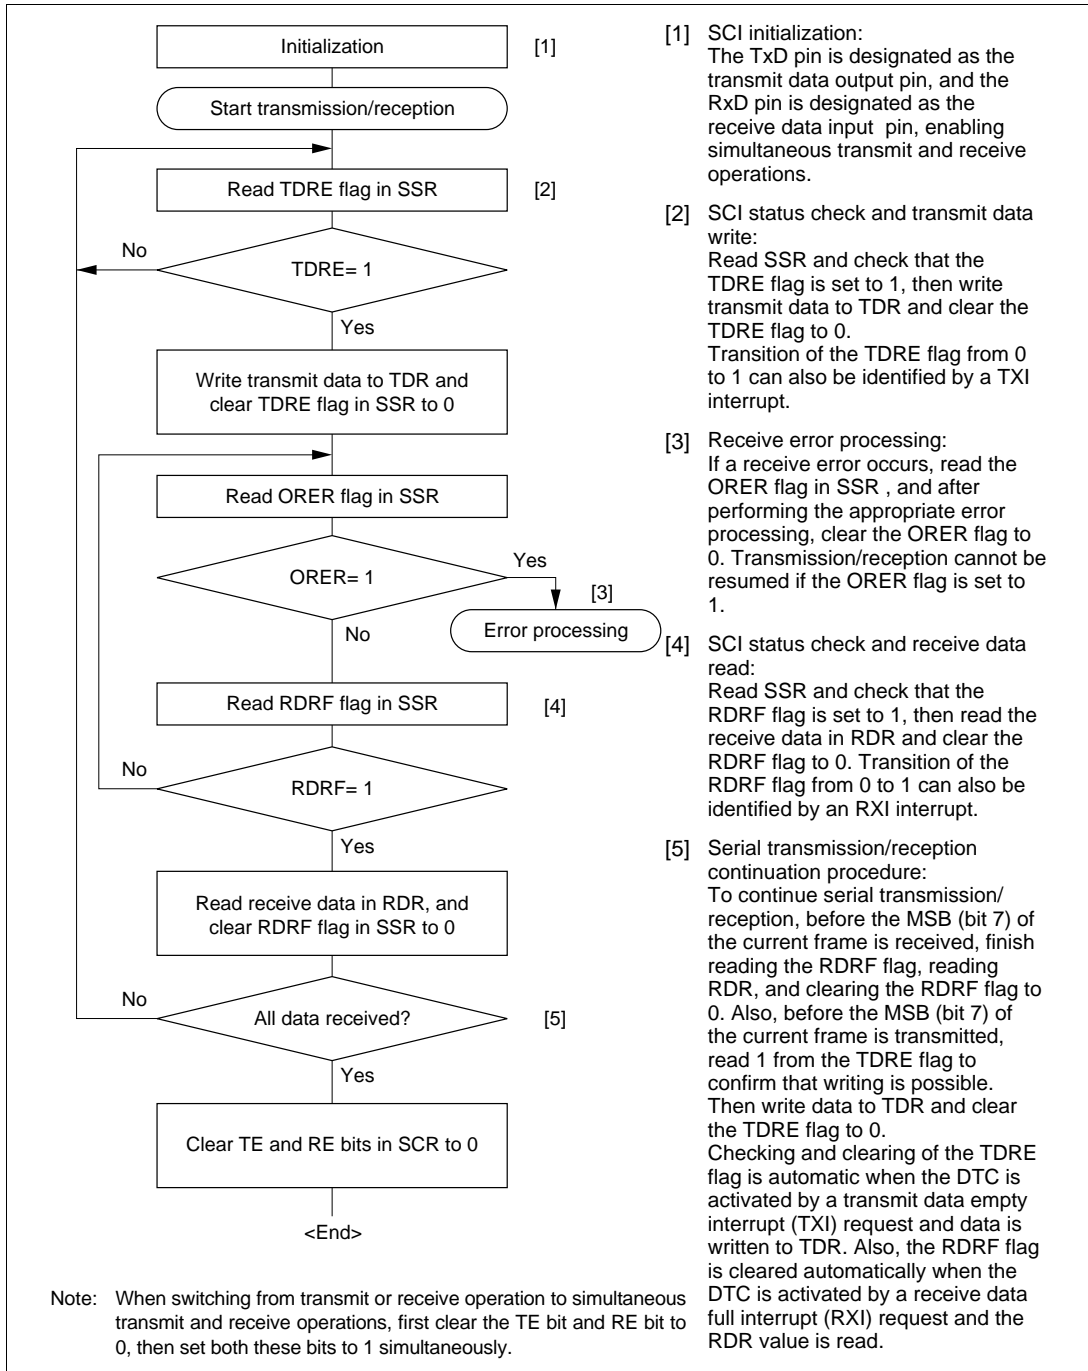 Initialization
[1]
Start transmission/reception
Read TDRE flag in SSR
[2]
No
TDRE= 1
Yes
Write transmit data to TDR and
clear TDRE flag in SSR to 0
Read ORER flag in SSR
ORER= 1
Yes
[3]
Error processing
No
Read RDRF flag in SSR
[4]
No
RDRF= 1
Yes
Read receive data in RDR, and
clear RDRF flag in SSR to 0
No
All data received?
[5]
Yes
Clear TE and RE bits in SCR to 0
<End>
[1] SCI initialization:
The TxD pin is designated as the
transmit data output pin, and the
RxD pin is designated as the
receive data input pin, enabling
simultaneous transmit and receive
operations.
[2] SCI status check and transmit data
write:
Read SSR and check that the
TDRE flag is set to 1, then write
transmit data to TDR and clear the
TDRE flag to 0.
Transition of the TDRE flag from 0
to 1 can also be identified by a TXI
interrupt.
[3] Receive error processing:
If a receive error occurs, read the
ORER flag in SSR , and after
performing the appropriate error
processing, clear the ORER flag to
0. Transmission/reception cannot be
resumed if the ORER flag is set to
1.
[4] SCI status check and receive data
read:
Read SSR and check that the
RDRF flag is set to 1, then read the
receive data in RDR and clear the
RDRF flag to 0. Transition of the
RDRF flag from 0 to 1 can also be
identified by an RXI interrupt.
[5] Serial transmission/reception
continuation procedure:
To continue serial transmission/
reception, before the MSB (bit 7) of
the current frame is received, finish
reading the RDRF flag, reading
RDR, and clearing the RDRF flag to
0. Also, before the MSB (bit 7) of
the current frame is transmitted,
read 1 from the TDRE flag to
confirm that writing is possible.
Then write data to TDR and clear
the TDRE flag to 0.
Checking and clearing of the TDRE
flag is automatic when the DTC is
activated by a transmit data empty
interrupt (TXI) request and data is
written to TDR. Also, the RDRF flag
is cleared automatically when the
DTC is activated by a receive data
full interrupt (RXI) request and the
RDR value is read.
Note: When switching from transmit or receive operation to simultaneous
transmit and receive operations, first clear the TE bit and RE bit to
0, then set both these bits to 1 simultaneously.